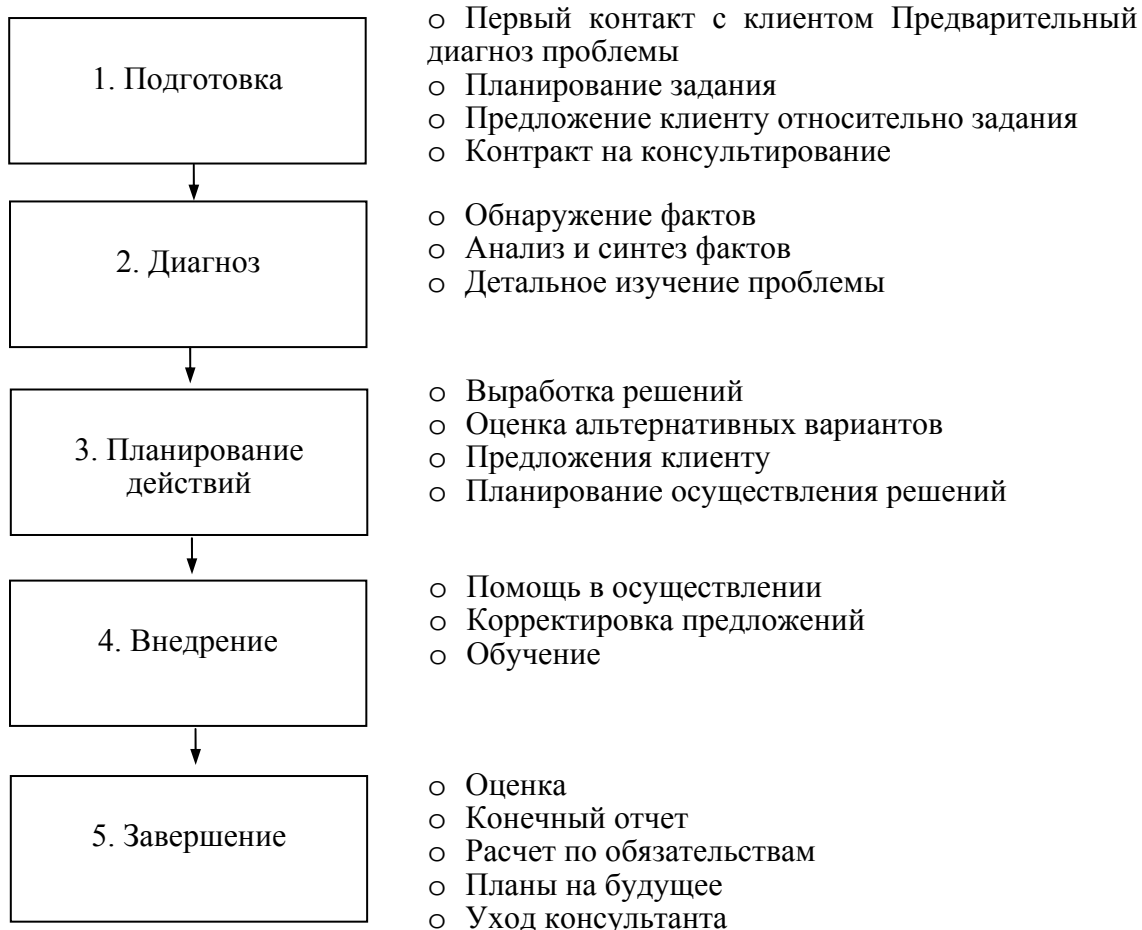 1. Подготовка
o Первый контакт с клиентом Предварительный
диагноз проблемы
o Планирование задания
o Предложение клиенту относительно задания
o Контракт на консультирование
2. Диагноз
o Обнаружение фактов
o Анализ и синтез фактов
o Детальное изучение проблемы
3. Планирование
действий
o Выработка решений
o Оценка альтернативных вариантов
o Предложения клиенту
o Планирование осуществления решений
4. Внедрение
o Помощь в осуществлении
o Корректировка предложений
o Обучение
5. Завершение
o Оценка
o Конечный отчет
o Расчет по обязательствам
o Планы на будущее
o Уход консультанта